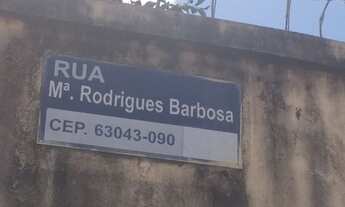 RUA
Mª. Rodrigues Barbosa
CEP. 63043-090